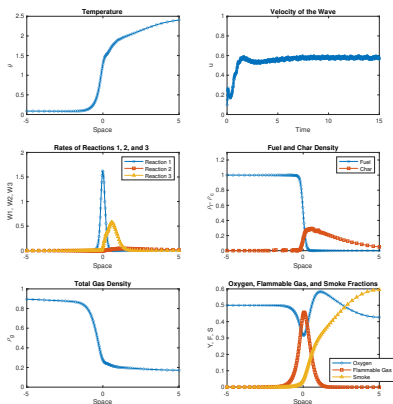 Temperature
2.5
2
1.5
1
0.5
0
θ
-5
0
5
Space
Velocity of the Wave
0.8
0.6
0.4
0.2
0
u
0
5
10
15
Time
Rates of Reactions 1, 2, and 3
2
1.5
1
0.5
0
W1, W2, W3
Reaction 1
Reaction 2
Reaction 3
-5
0
5
Space
Fuel and Char Density
1.2
1
0.8
0.6
0.4
0.2
0
ρf, ρc
Fuel
Char
-5
0
5
Space
Total Gas Density
1
0.8
0.6
0.4
0.2
0
ρg
-5
0
5
Space
Oxygen, Flammable Gas, and Smoke Fractions
0.6
0.5
0.4
0.3
0.2
0.1
0
Y, F, S
Oxygen
Flammable Gas
Smoke
-5
0
5
Space